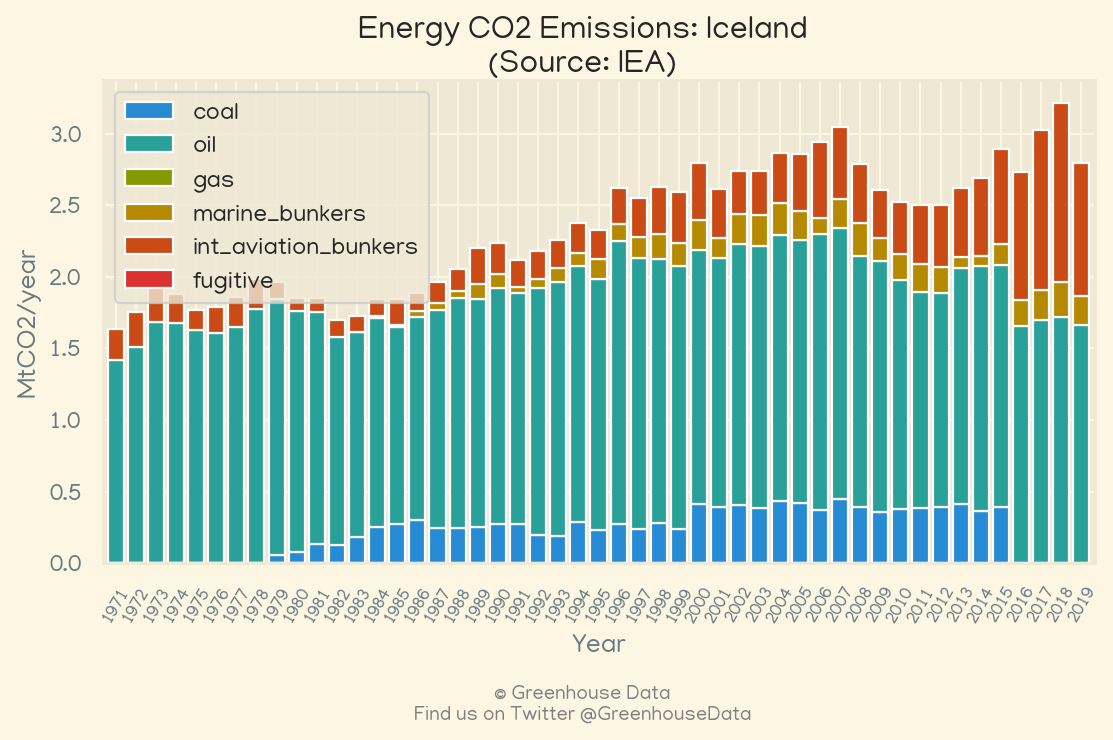 Energy CO2 Emissions: Iceland
(Source: IEA)
coal
oil
gas
marine_bunkers
int_aviation_bunkers
fugitive
MtCO2/year
3.0
2.5
2.0
1.5
1.0
0.5
0.0
1971 1972 1973 1974 1975 1976 1977 1978 1979 1980 1981 1982 1983 1984 1985 1986 1987 1988 1989 1990 1991 1992 1993 1994 1995 1996 1997 1998 1999 2000 2001 2002 2003 2004 2005 2006 2007 2008 2009 2010 2011 2012 2013 2014 2015 2016 2017 2018 2019
Year
© Greenhouse Data
Find us on Twitter @GreenhouseData